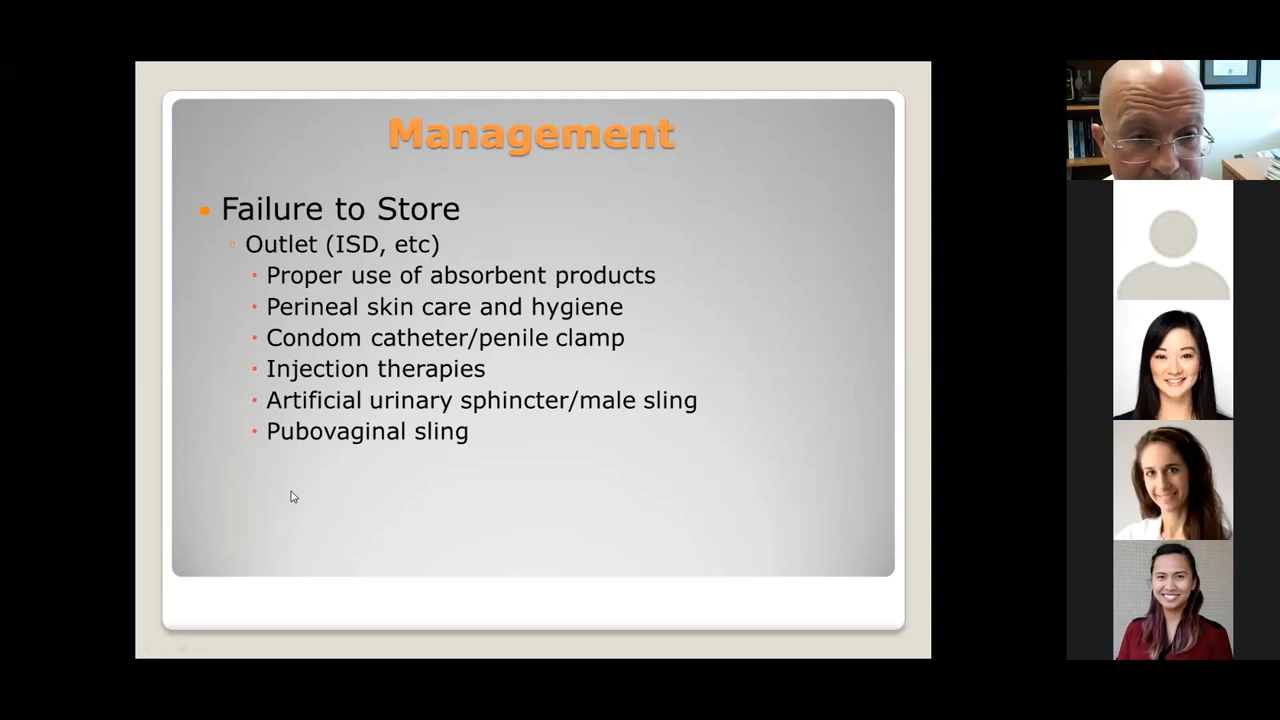 Management
Failure to Store
Outlet (ISD, etc)
Proper use of absorbent products
Perineal skin care and hygiene
Condom catheter/penile clamp
Injection therapies
Artificial urinary sphincter/male sling
Pubovaginal sling